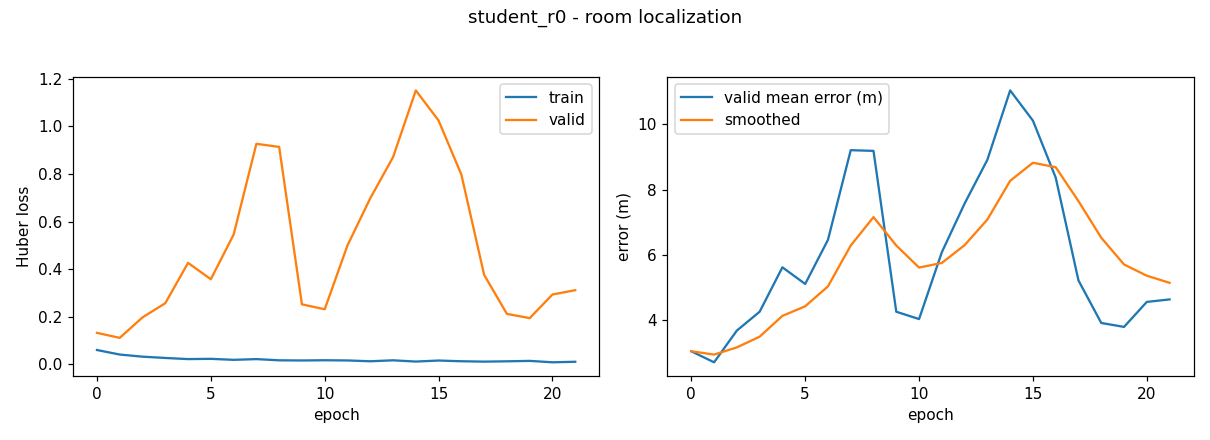 student_r0 - room localization
Huber loss
1.2
1.0
0.8
0.6
0.4
0.2
0.0
0 5 10 15 20
epoch
train
valid
error (m)
10
8
6
4
0 5 10 15 20
epoch
valid mean error (m)
smoothed